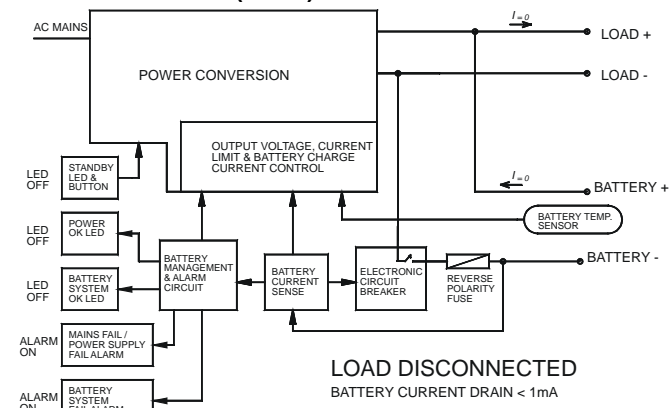 AC MAINS
I=0
LOAD +
POWER CONVERSION
LOAD -
OUTPUT VOLTAGE, CURRENT
LIMIT & BATTERY CHARGE
CURRENT CONTROL
LED
OFF
STANDBY
LED &
BUTTON
I=0
BATTERY +
BATTERY TEMP.
SENSOR
LED
OFF
POWER
OK LED
BATTERY
MANAGEMENT
& ALARM
CIRCUIT
BATTERY
CURRENT
SENSE
ELECTRONIC
CIRCUIT
BREAKER
REVERSE
POLARITY
FUSE
BATTERY -
LED
OFF
BATTERY
SYSTEM
OK LED
ALARM
ON
MAINS FAIL /
POWER SUPPLY
FAIL ALARM
LOAD DISCONNECTED
BATTERY CURRENT DRAIN < 1mA
ALARM
ON
BATTERY
SYSTEM
FAIL ALARM